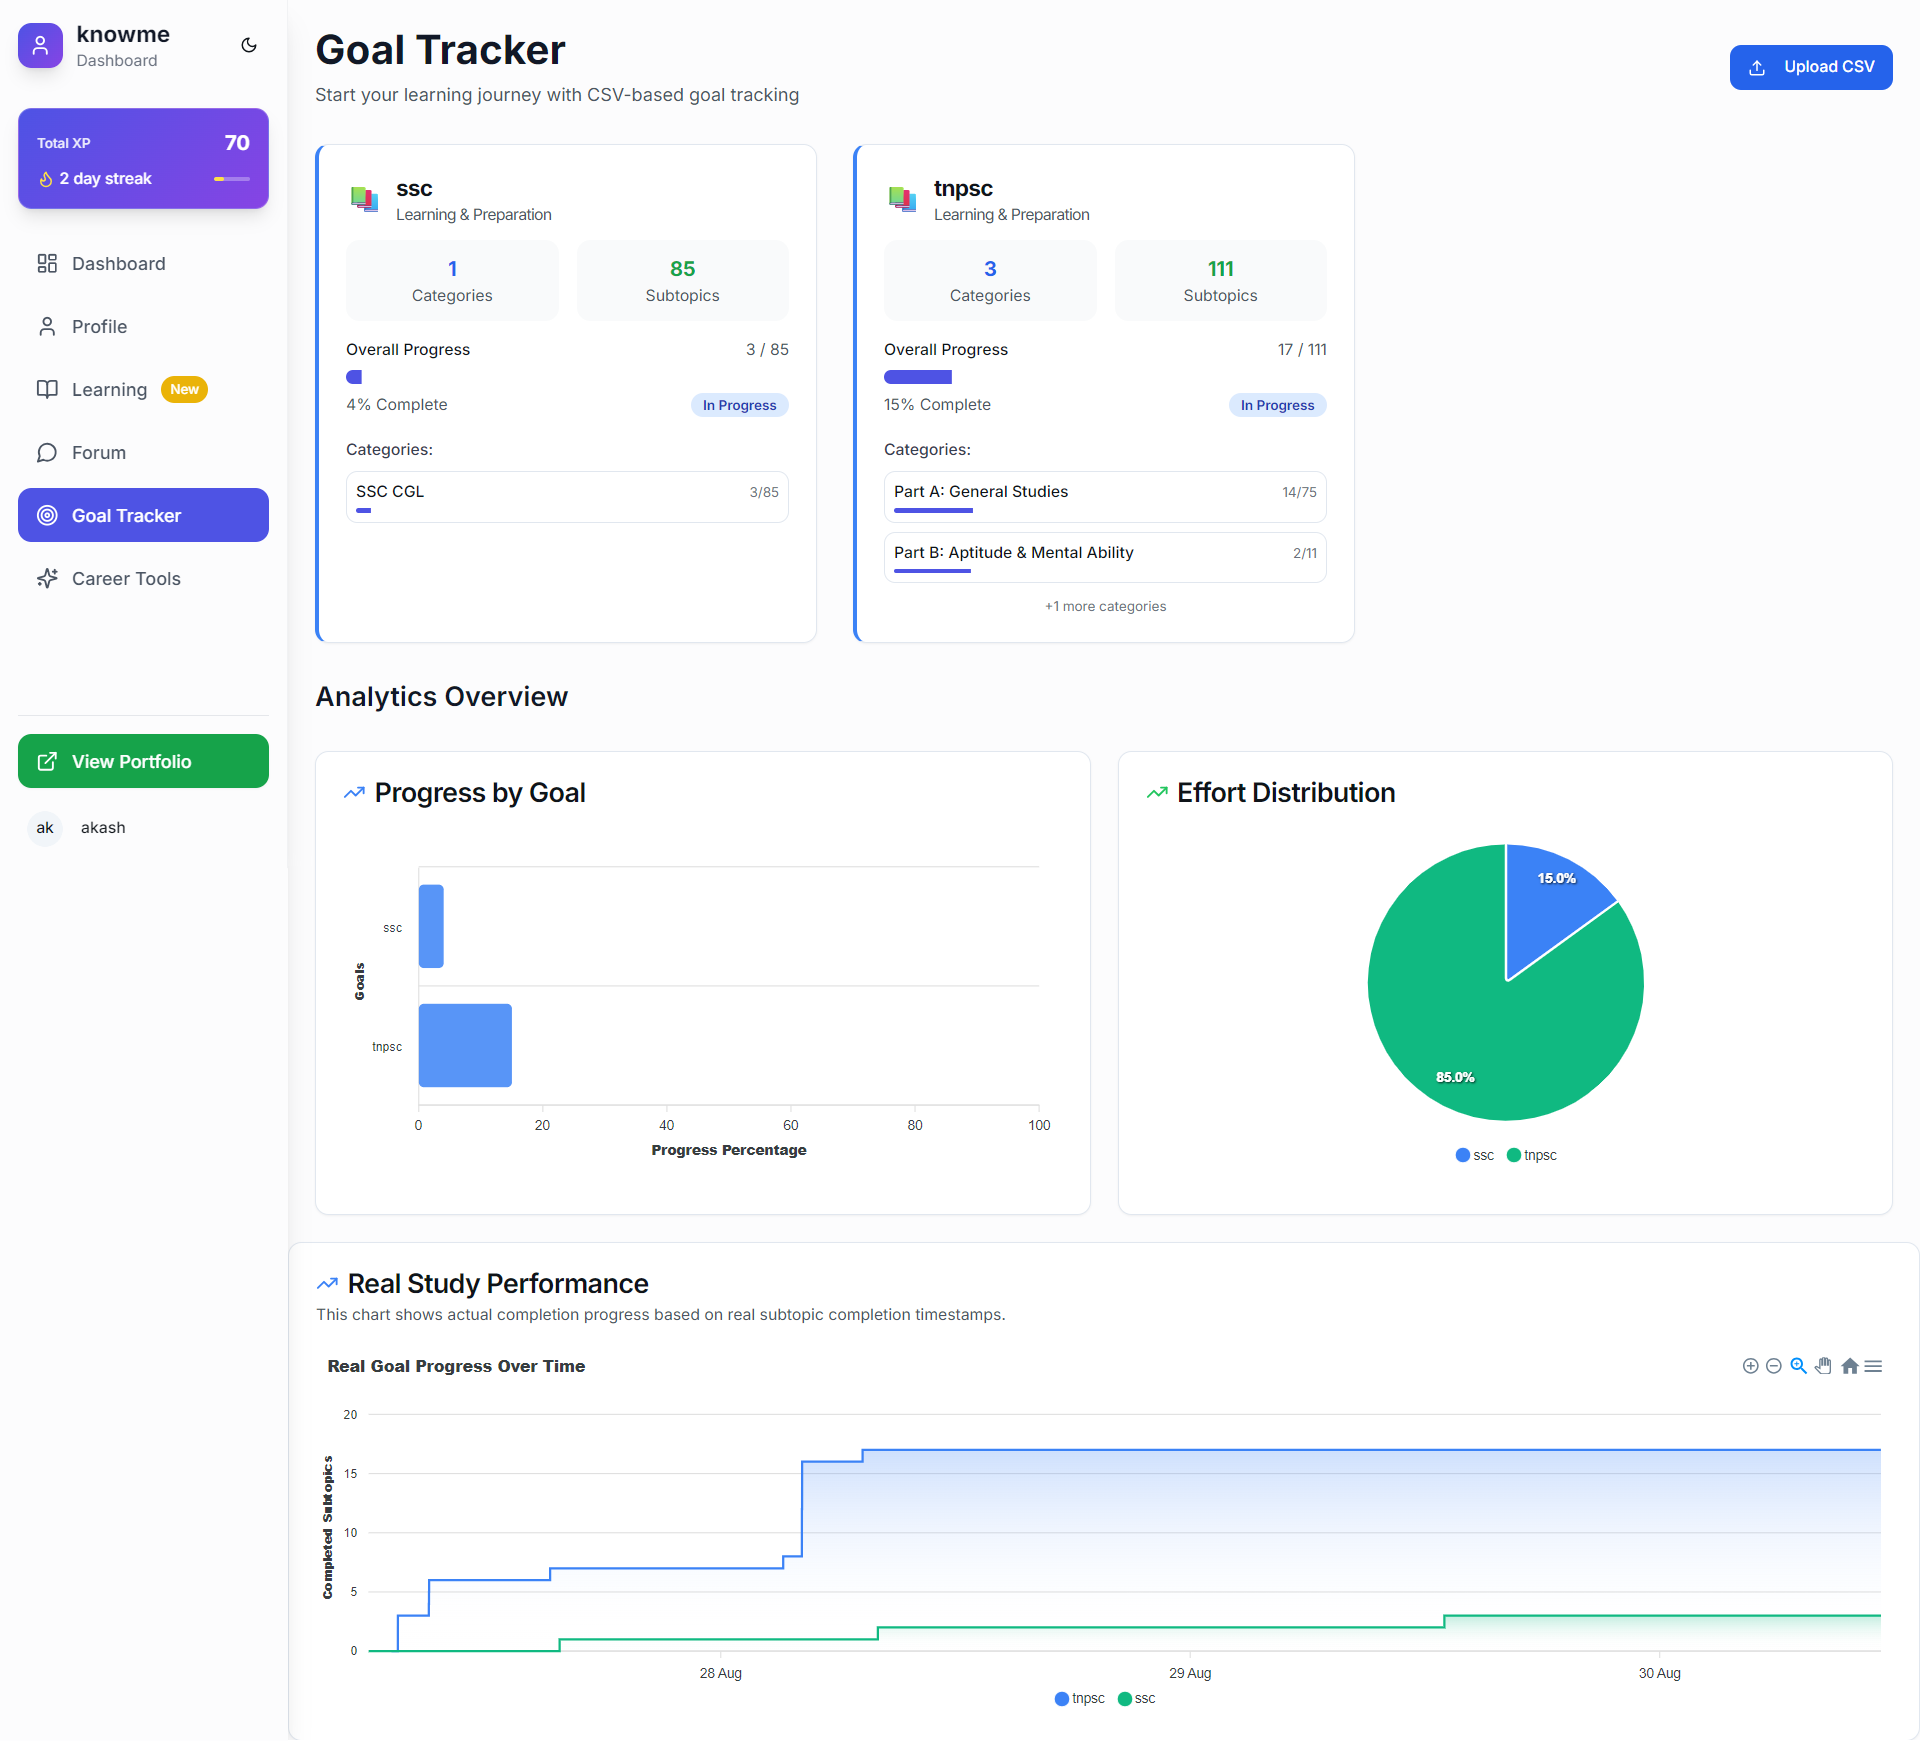 knowme
Dashboard
Total XP 70
2 day streak
Dashboard
Profile
Learning New
Forum
Goal Tracker
Career Tools
View Portfolio
ak akash
Goal Tracker
Start your learning journey with CSV-based goal tracking
Upload CSV
ssc
Learning & Preparation
1
Categories
85
Subtopics
Overall Progress 3 / 85
4% Complete In Progress
Categories:
SSC CGL 3/85
tnpsc
Learning & Preparation
3
Categories
111
Subtopics
Overall Progress 17 / 111
15% Complete In Progress
Categories:
Part A: General Studies 14/75
Part B: Aptitude & Mental Ability 2/11
+1 more categories
Analytics Overview
Progress by Goal
Goals
ssc
tnpsc
0 20 40 60 80 100
Progress Percentage
Effort Distribution
15.0%
85.0%
ssc tnpsc
Real Study Performance
This chart shows actual completion progress based on real subtopic completion timestamps.
Real Goal Progress Over Time
Completed Subtopics
20
15
10
5
0
28 Aug 29 Aug 30 Aug
tnpsc ssc